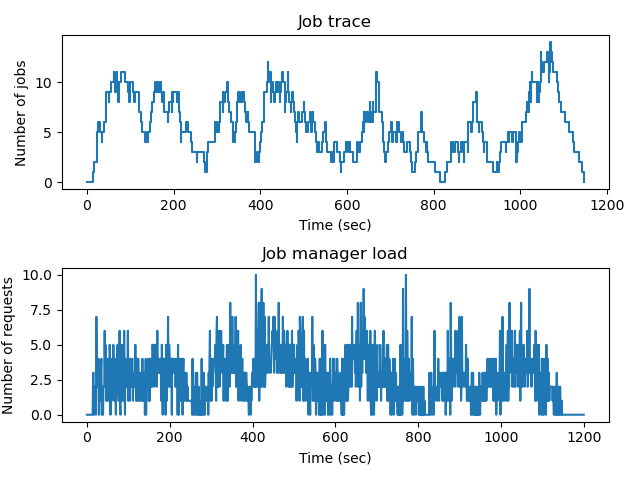 Job trace
Number of jobs
10
5
0
0 200 400 600 800 1000 1200
Time (sec)
Job manager load
Number of requests
10.0
7.5
5.0
2.5
0.0
0 200 400 600 800 1000 1200
Time (sec)